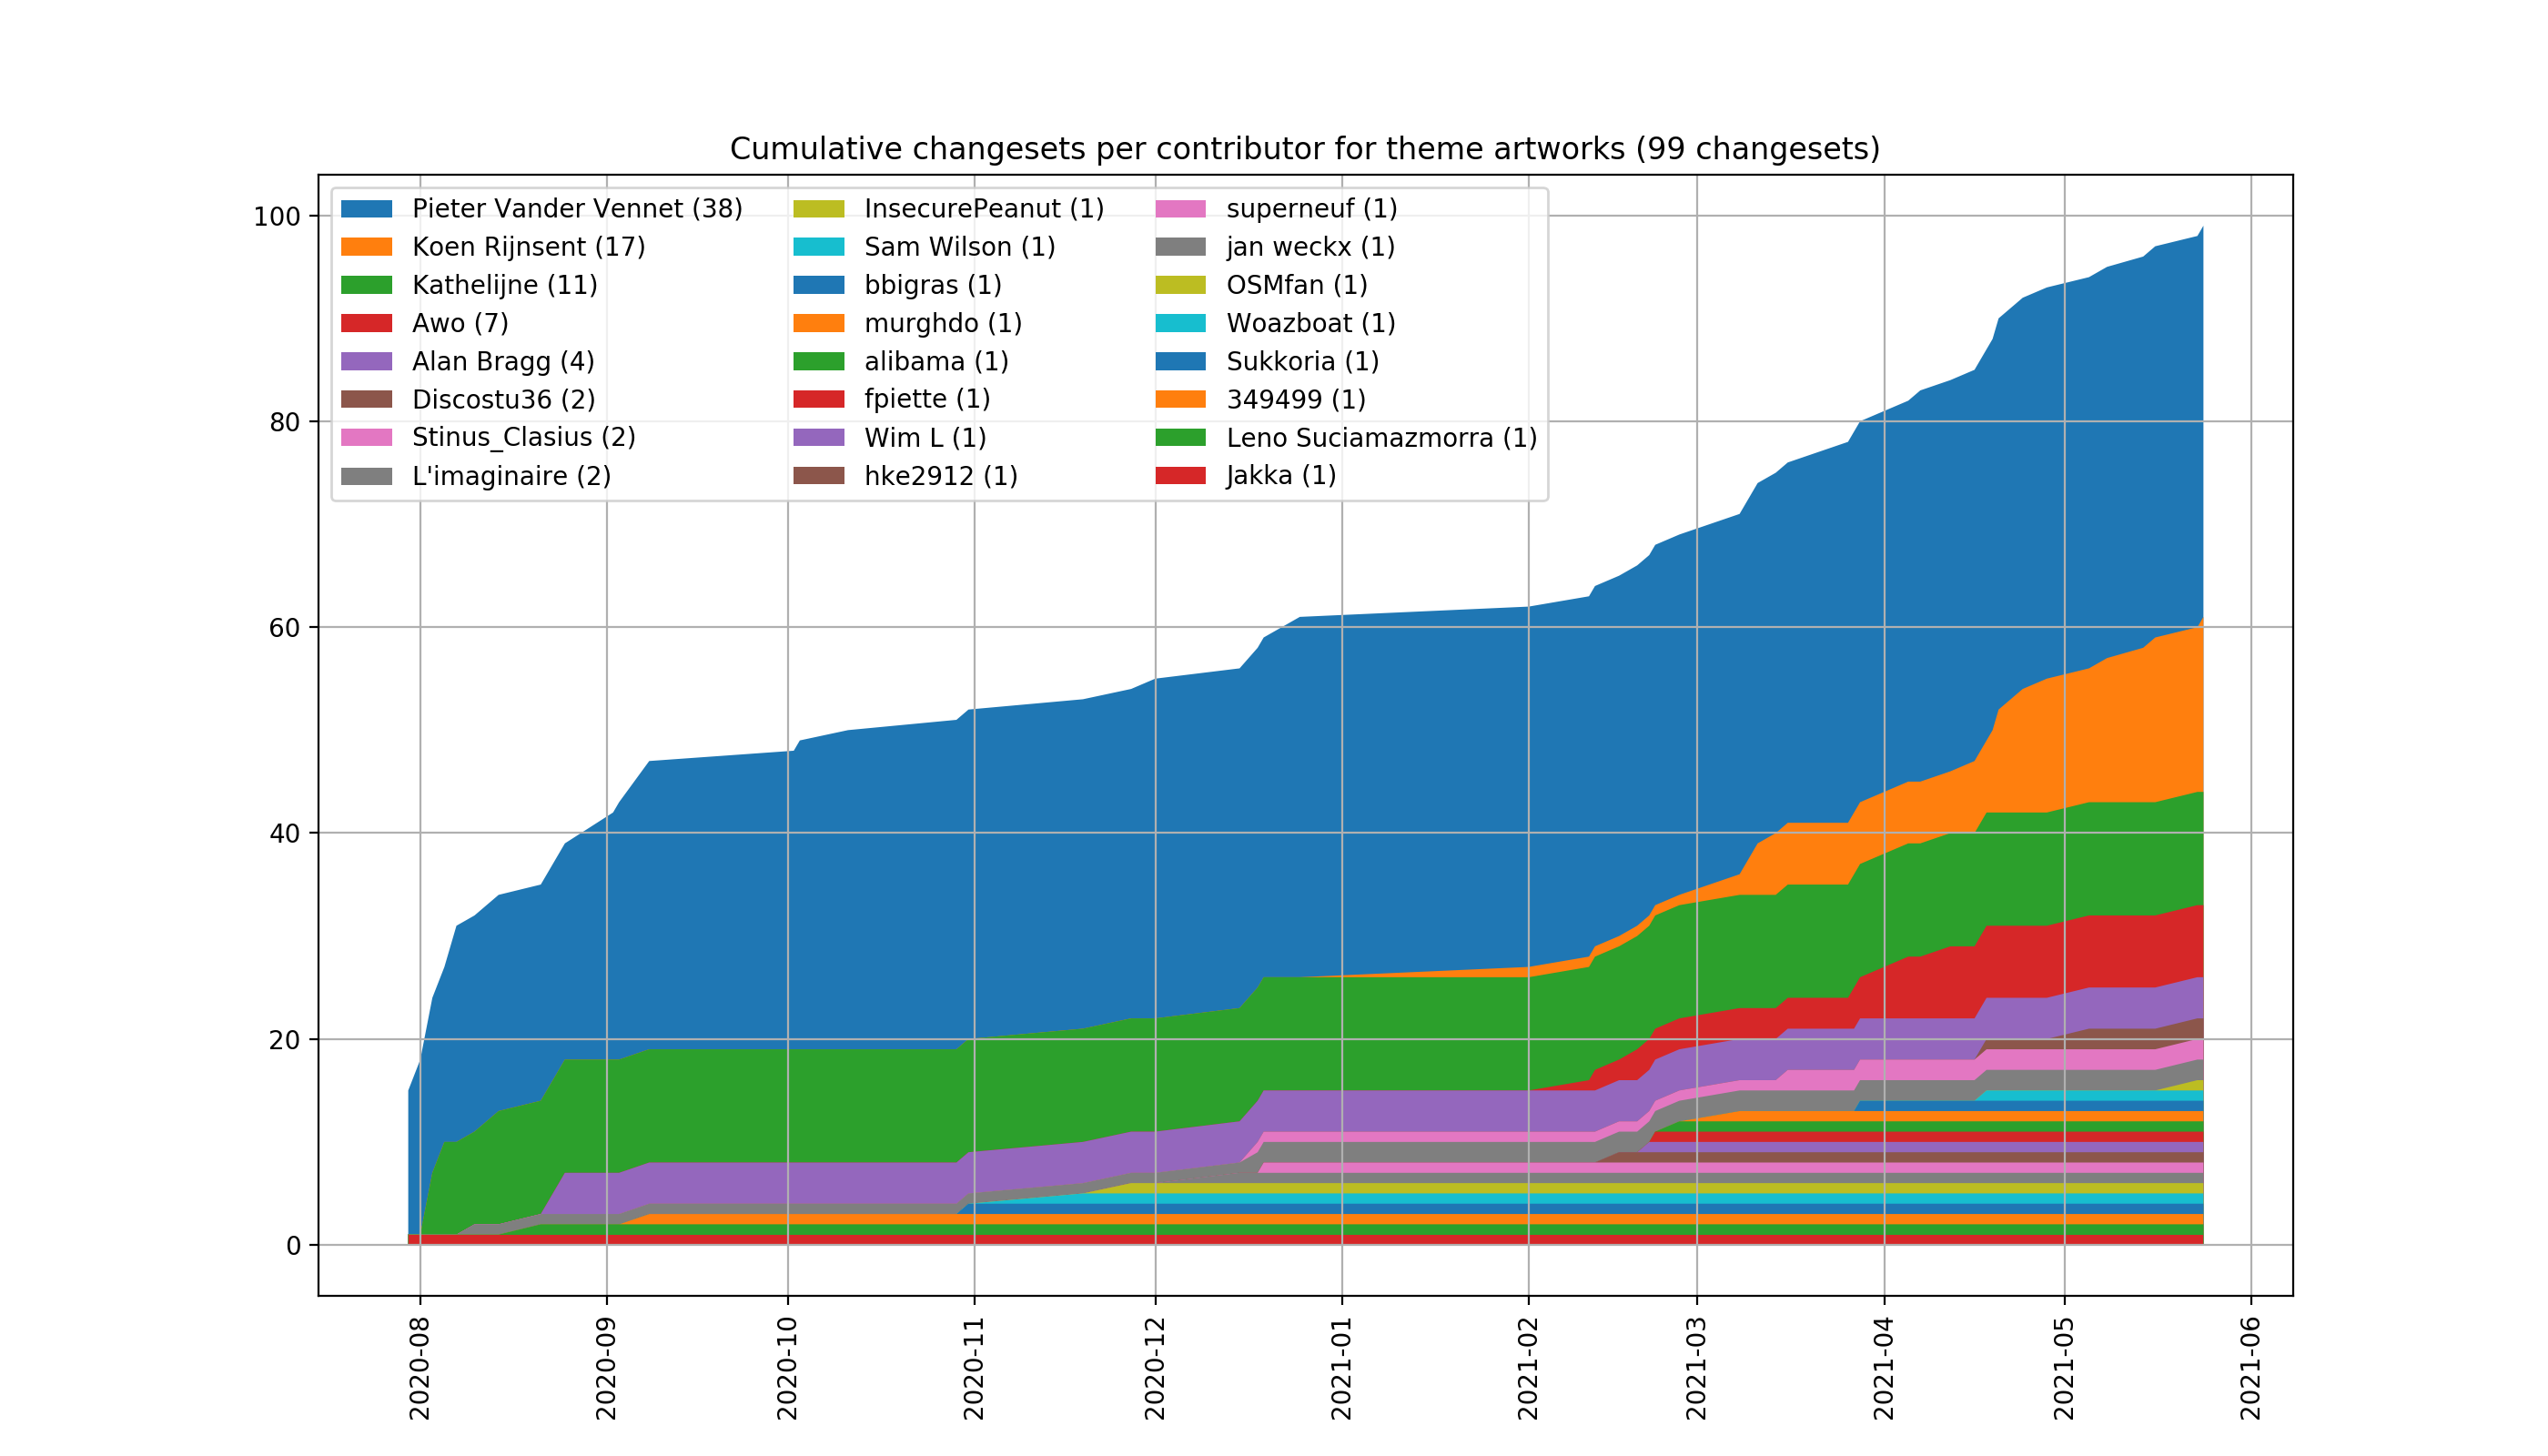 Cumulative changesets per contributor for theme artworks (99 changesets)
Pieter Vander Vennet (38)
Koen Rijnsent (17)
Kathelijne (11)
Awo (7)
Alan Bragg (4)
Discostu36 (2)
Stinus_Clasius (2)
L'imaginaire (2)
InsecurePeanut (1)
Sam Wilson (1)
bbigras (1)
murghdo (1)
alibama (1)
fpiette (1)
Wim L (1)
hke2912 (1)
superneuf (1)
jan weckx (1)
OSMfan (1)
Woazboat (1)
Sukkoria (1)
349499 (1)
Leno Suciamazmorra (1)
Jakka (1)
100
80
60
40
20
0
2020-08
2020-09
2020-10
2020-11
2020-12
2021-01
2021-02
2021-03
2021-04
2021-05
2021-06